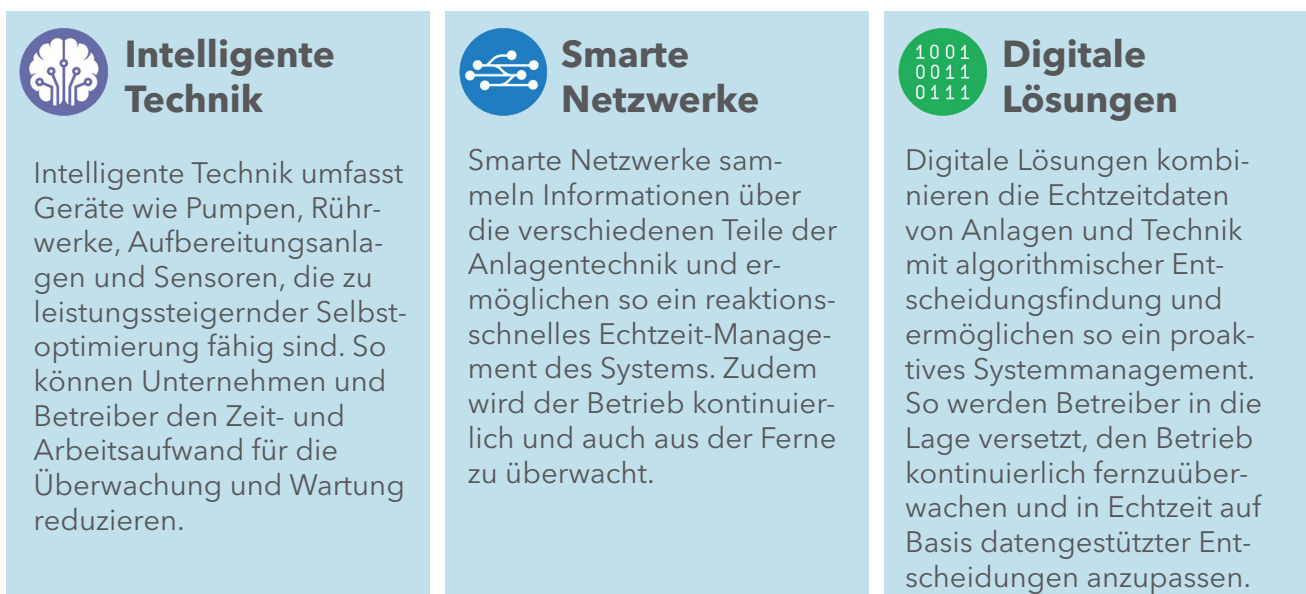 Intelligente
Technik
Intelligente Technik umfasst
Geräte wie Pumpen, Rühr-
werke, Aufbereitungsanla-
gen und Sensoren, die zu
leistungssteigernder Selbst-
optimierung fähig sind. So
können Unternehmen und
Betreiber den Zeit- und
Arbeitsaufwand für die
Überwachung und Wartung
reduzieren.
Smarte
Netzwerke
Smarte Netzwerke sam-
meln Informationen über
die verschiedenen Teile der
Anlagentechnik und er-
möglichen so ein reaktions-
schnelles Echtzeit-Manage-
ment des Systems. Zudem
wird der Betrieb kontinuier-
lich und auch aus der Ferne
zu überwacht.
1001
0011
0111
Digitale
Lösungen
Digitale Lösungen kombi-
nieren die Echtzeitdaten
von Anlagen und Technik
mit algorithmischer Ent-
scheidungsfindung und
ermöglichen so ein proak-
tives Systemmanagement.
So werden Betreiber in die
Lage versetzt, den Betrieb
kontinuierlich fernzuüber-
wachen und in Echtzeit auf
Basis datengestützter Ent-
scheidungen anzupassen.